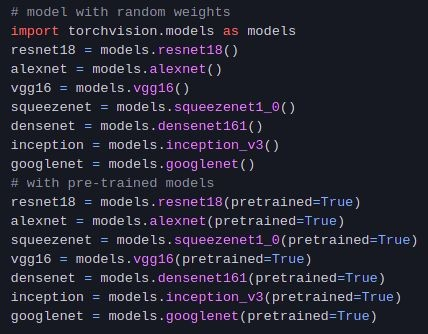 # model with random weights
import torchvision.models as models
resnet18 = models.resnet18()
alexnet = models.alexnet()
vgg16 = models.vgg16()
squeezenet = models.squeezenet1_0()
densenet = models.densenet161()
inception = models.inception_v3()
googlenet = models.googlenet()
# with pre-trained models
resnet18 = models.resnet18(pretrained=True)
alexnet = models.alexnet(pretrained=True)
squeezenet = models.squeezenet1_0(pretrained=True)
vgg16 = models.vgg16(pretrained=True)
densenet = models.densenet161(pretrained=True)
inception = models.inception_v3(pretrained=True)
googlenet = models.googlenet(pretrained=True)